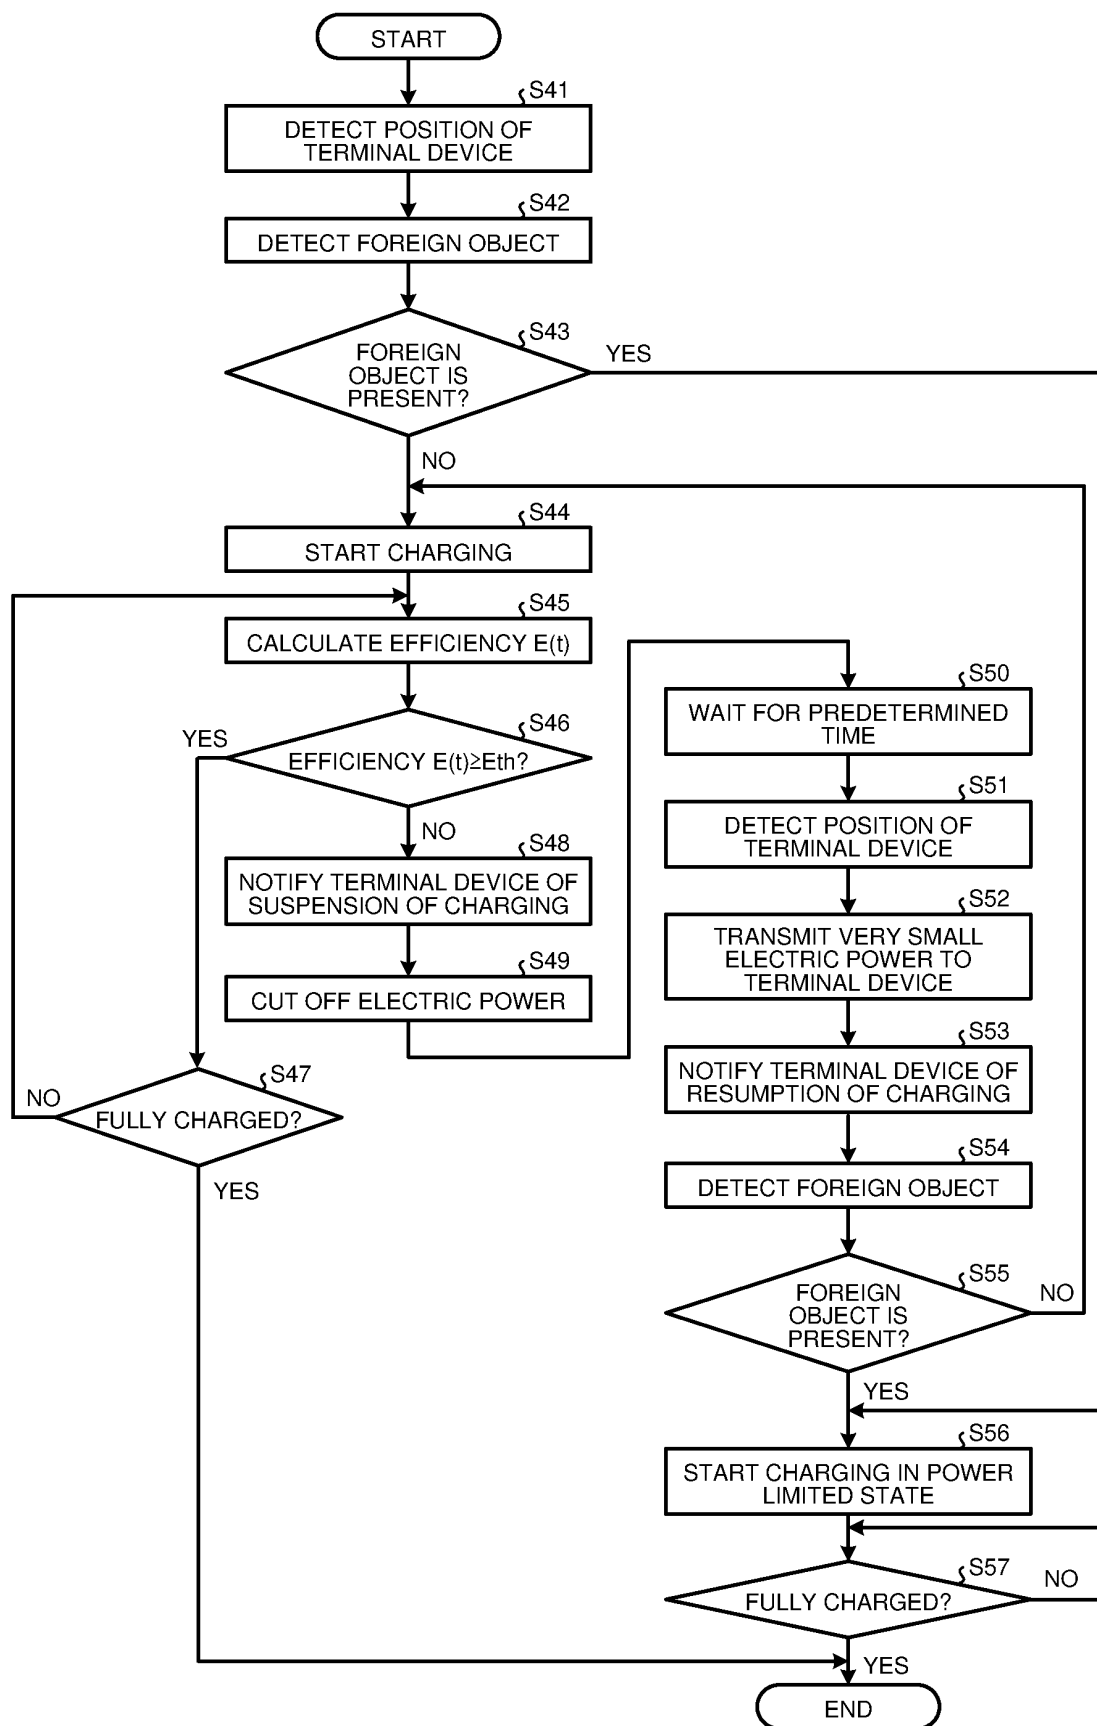 START
S41
DETECT POSITION OF
TERMINAL DEVICE
S42
DETECT FOREIGN OBJECT
S43
FOREIGN
OBJECT IS
PRESENT?
YES
NO
S44
START CHARGING
S45
CALCULATE EFFICIENCY E(t)
S46
EFFICIENCY E(t)≥Eth?
YES
NO
S48
NOTIFY TERMINAL DEVICE OF
SUSPENSION OF CHARGING
S49
CUT OFF ELECTRIC POWER
S47
FULLY CHARGED?
NO
YES
S50
WAIT FOR PREDETERMINED
TIME
S51
DETECT POSITION OF
TERMINAL DEVICE
S52
TRANSMIT VERY SMALL
ELECTRIC POWER TO
TERMINAL DEVICE
S53
NOTIFY TERMINAL DEVICE OF
RESUMPTION OF CHARGING
S54
DETECT FOREIGN OBJECT
S55
FOREIGN
OBJECT IS
PRESENT?
NO
YES
S56
START CHARGING IN POWER
LIMITED STATE
S57
FULLY CHARGED?
NO
YES
END